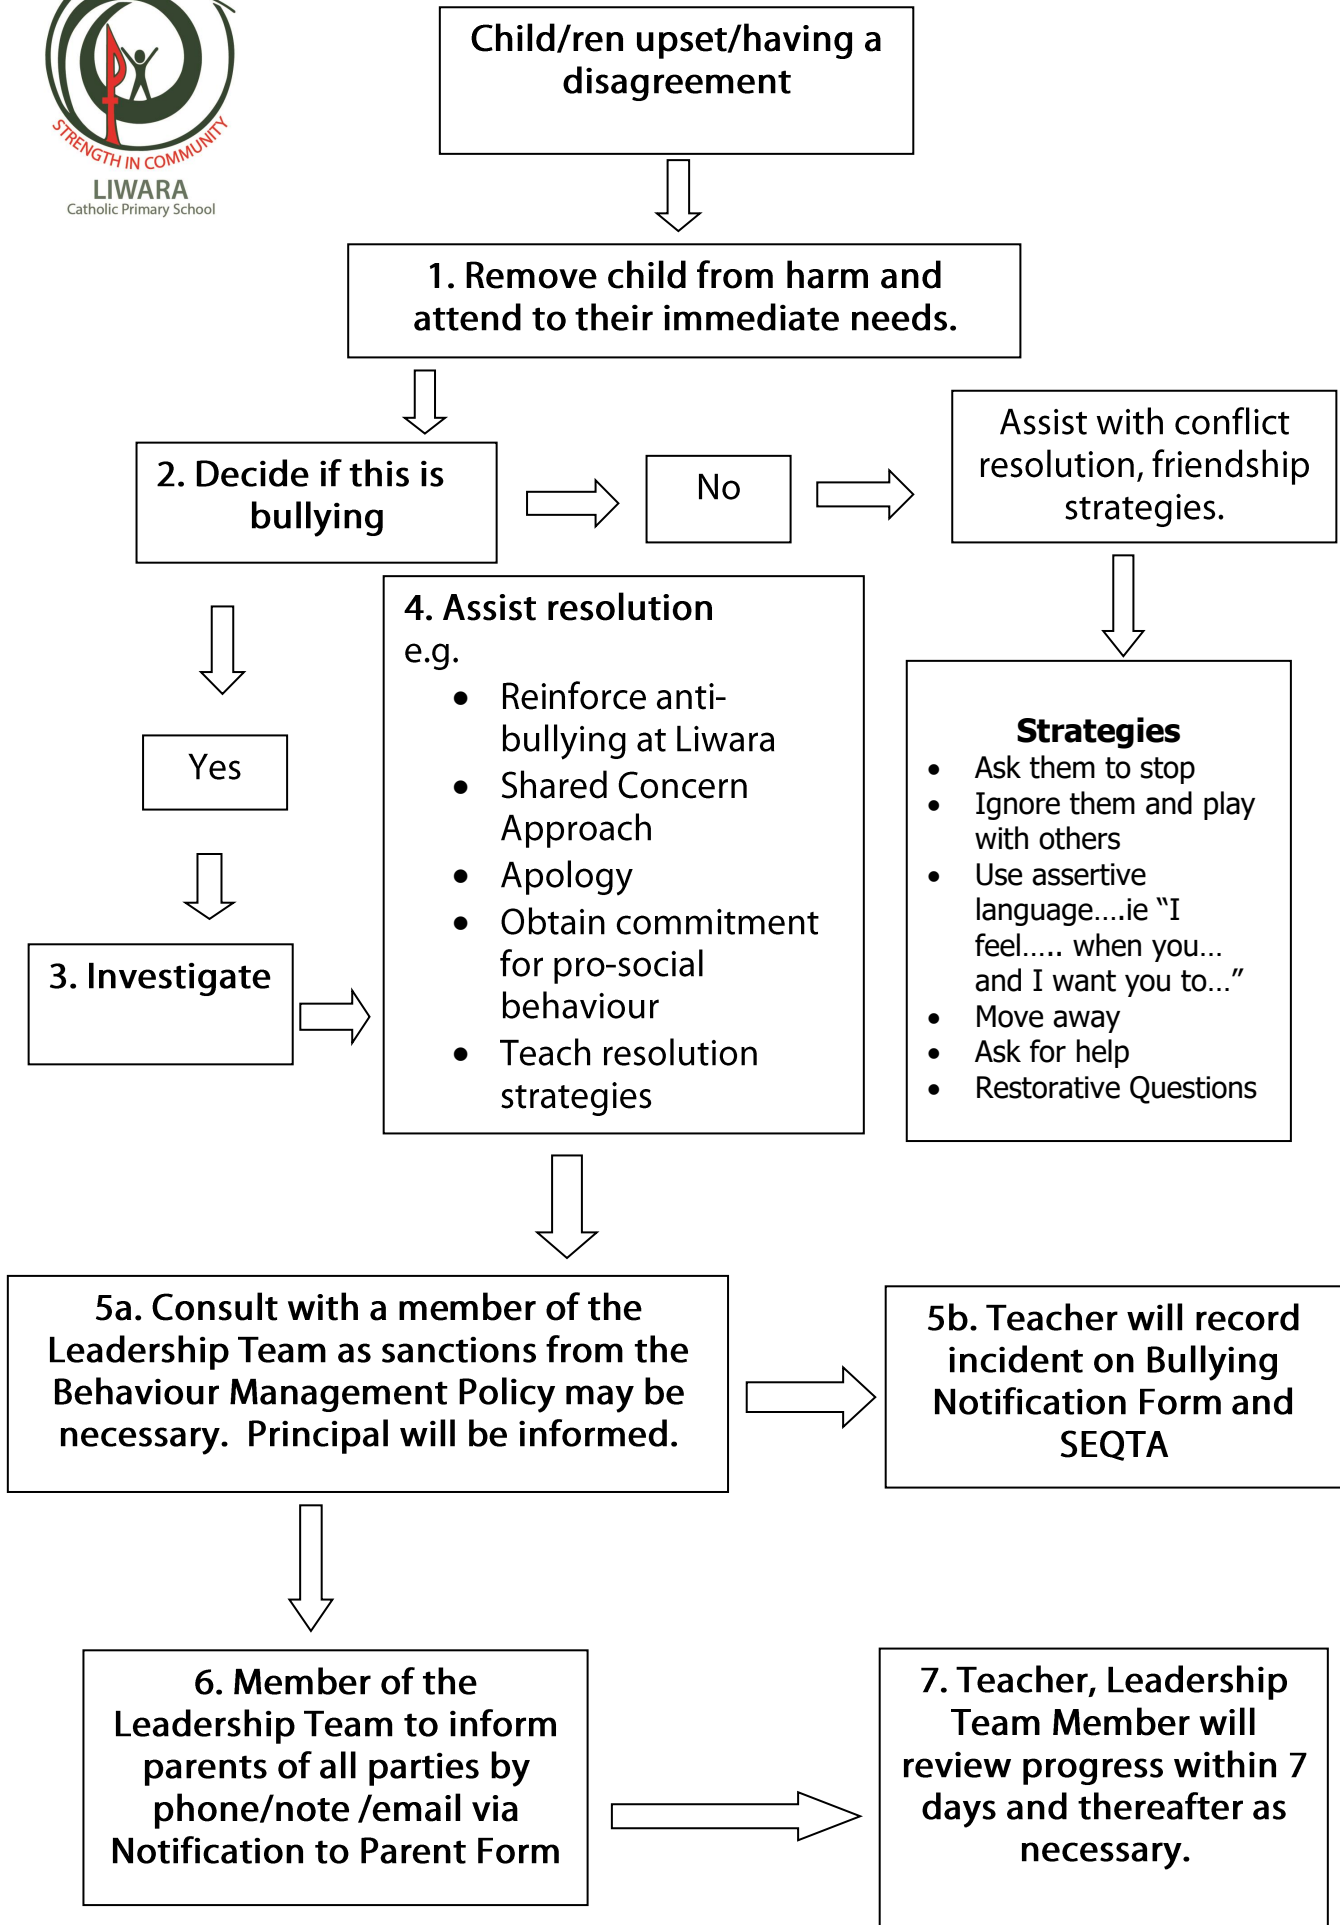 STRENGTH IN COMMUNITY
LIWARA
Catholic Primary School
Child/ren upset/having a
disagreement
1. Remove child from harm and
attend to their immediate needs.
2. Decide if this is
bullying
No
Assist with conflict
resolution, friendship
strategies.
Yes
3. Investigate
4. Assist resolution
e.g.
• Reinforce anti-
bullying at Liwara
• Shared Concern
Approach
• Apology
• Obtain commitment
for pro-social
behaviour
• Teach resolution
strategies
Strategies
• Ask them to stop
• Ignore them and play
with others
• Use assertive
language....ie “I
feel..... when you...
and I want you to...”
• Move away
• Ask for help
• Restorative Questions
5a. Consult with a member of the
Leadership Team as sanctions from the
Behaviour Management Policy may be
necessary.  Principal will be informed.
5b. Teacher will record
incident on Bullying
Notification Form and
SEQTA
6. Member of the
Leadership Team to inform
parents of all parties by
phone/note /email via
Notification to Parent Form
7. Teacher, Leadership
Team Member will
review progress within 7
days and thereafter as
necessary.